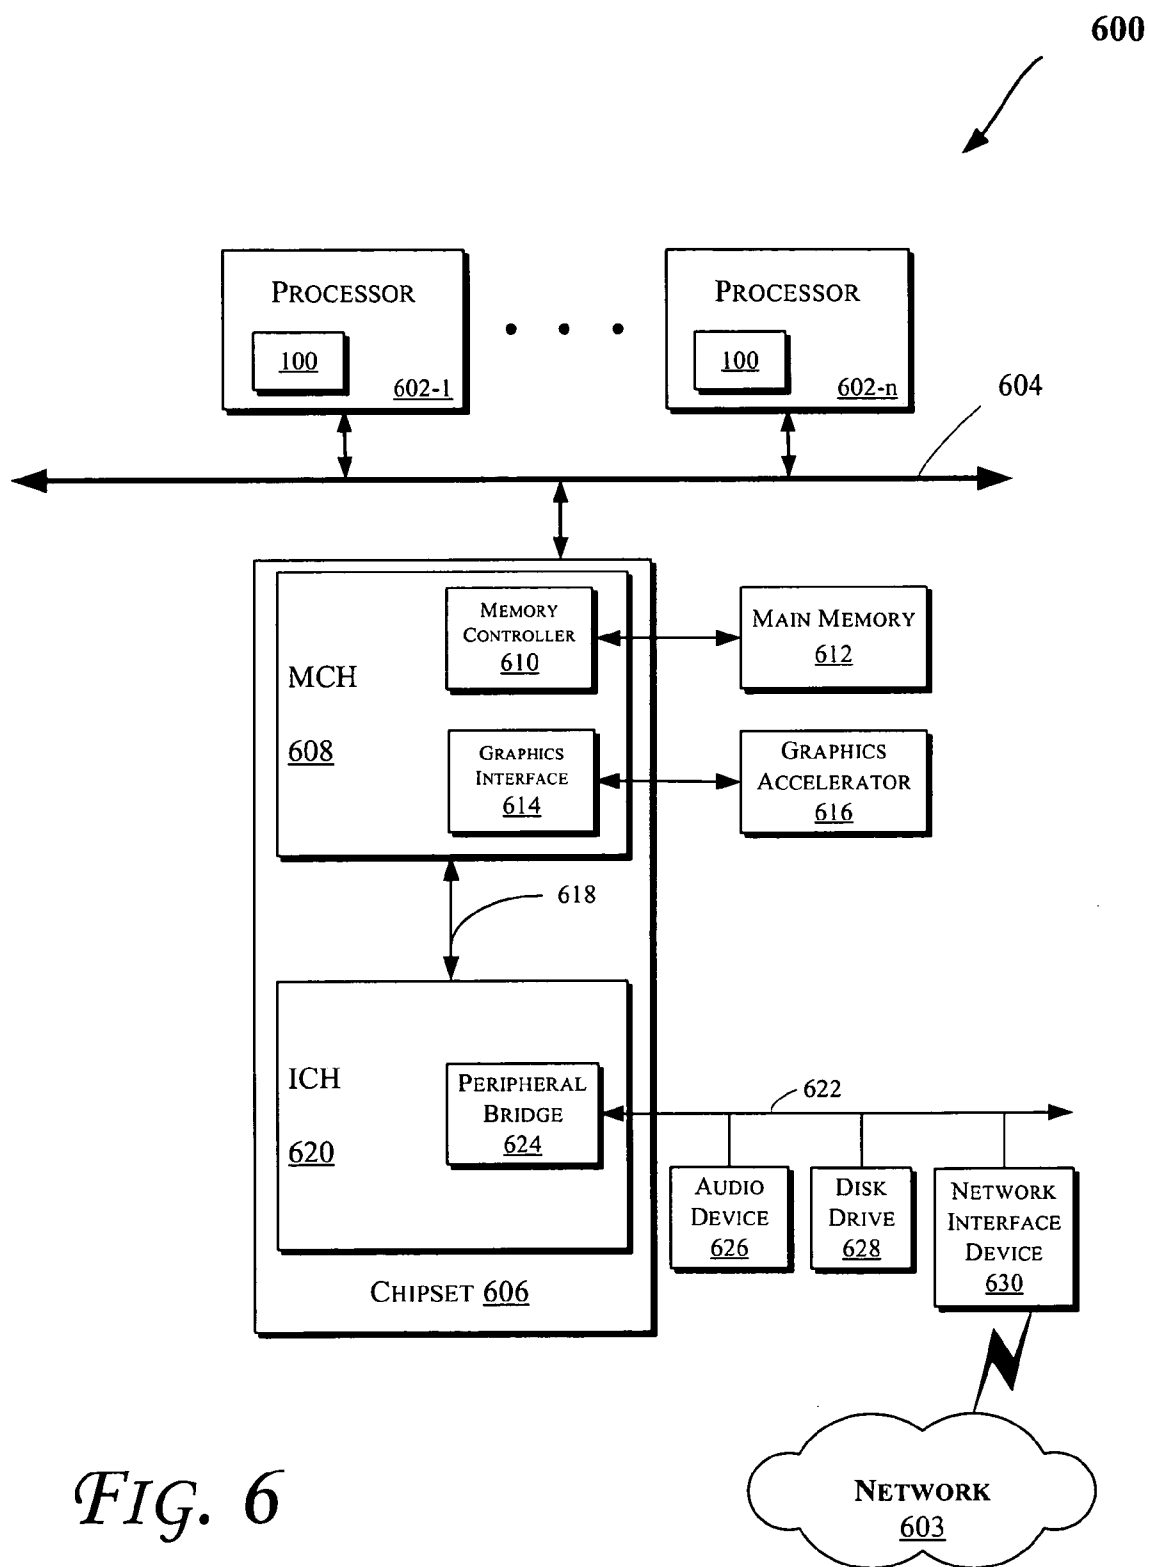 600
PROCESSOR
100
602-1
PROCESSOR
100
602-n
604
MEMORY
CONTROLLER
610
MAIN MEMORY
612
MCH
608
GRAPHICS
INTERFACE
614
GRAPHICS
ACCELERATOR
616
618
ICH
620
PERIPHERAL
BRIDGE
624
622
AUDIO
DEVICE
626
DISK
DRIVE
628
NETWORK
INTERFACE
DEVICE
630
CHIPSET 606
NETWORK
603
FIG. 6